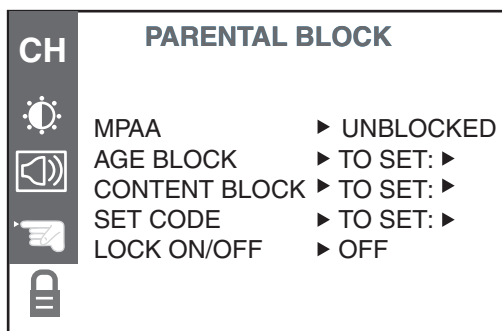 CH
PARENTAL BLOCK
MPAA ▶ UNBLOCKED
AGE BLOCK ▶ TO SET: ▶
CONTENT BLOCK ▶ TO SET: ▶
SET CODE ▶ TO SET: ▶
LOCK ON/OFF ▶ OFF